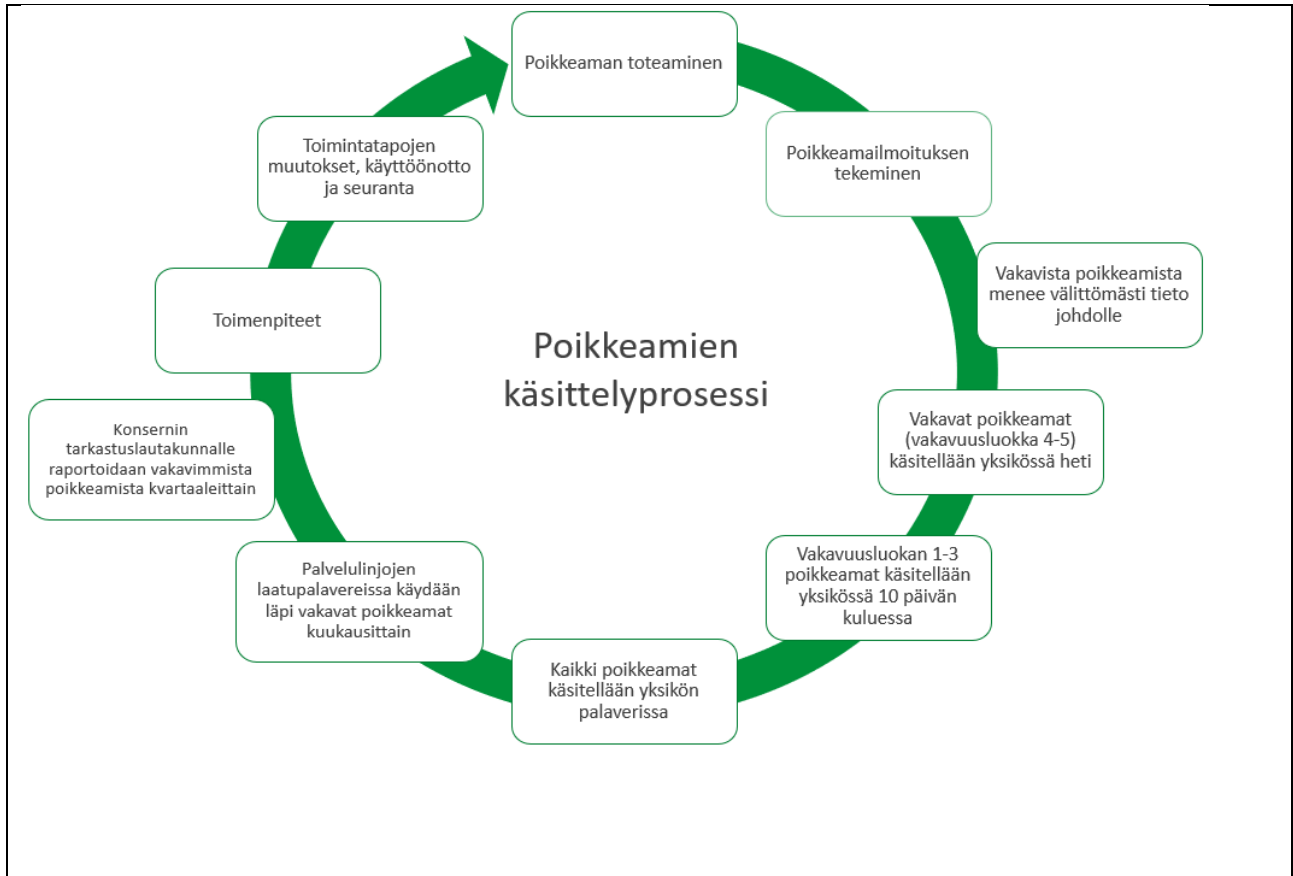 Poikkeaman toteaminen
Poikkeamailmoituksen
tekeminen
Vakavista poikkeamista
menee välittömästi tieto
johdolle
Vakavat poikkeamat
(vakavuusluokka 4-5)
käsitellään yksikössä heti
Vakavuusluokan 1-3
poikkeamat käsitellään
yksikössä 10 päivän
kuluessa
Kaikki poikkeamat
käsitellään yksikön
palaverissa
Palvelulinjojen
laatupalavereissa käydään
läpi vakavat poikkeamat
kuukausittain
Konsernin
tarkastuslautakunnalle
raportoidaan vakavimmista
poikkeamista kvartaaleittain
Toimenpiteet
Toimintatapojen
muutokset, käyttöönotto
ja seuranta
Poikkeamien
käsittelyprosessi